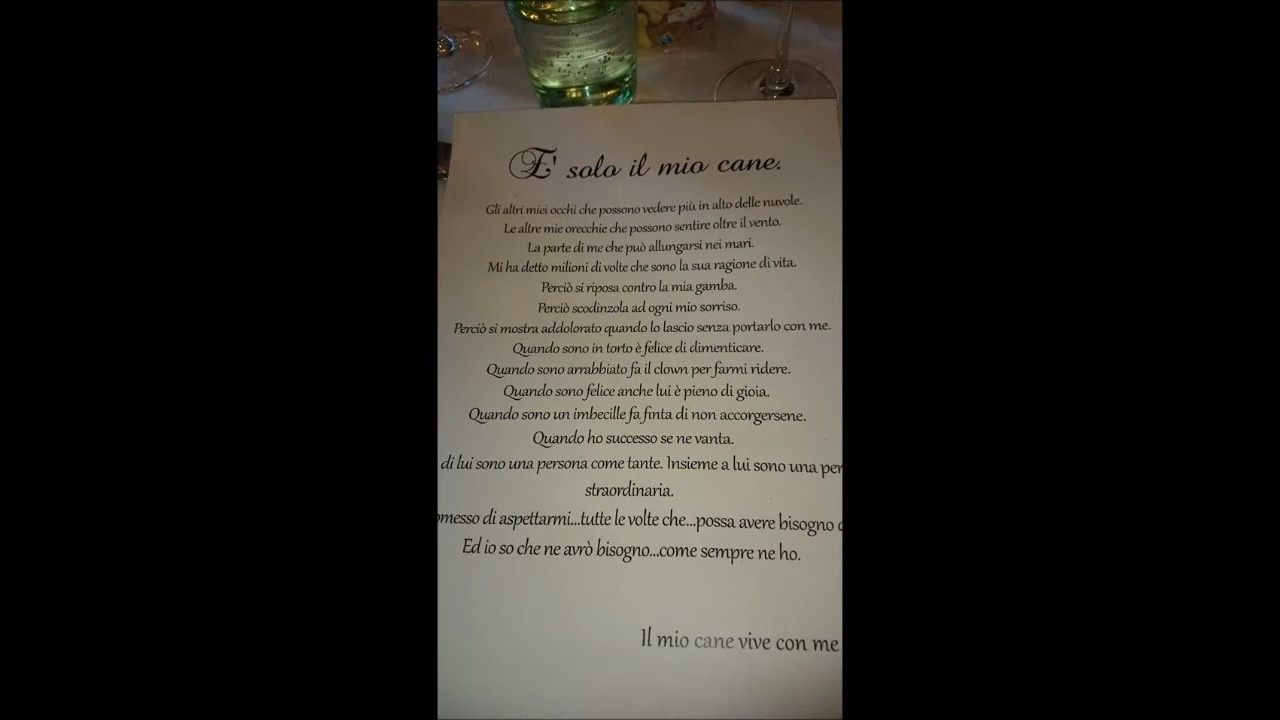 E' solo il mio cane.
Gli altri miei occhi che possono vedere più in alto delle nuvole.
Le altre mie orecchie che possono sentire oltre il vento.
La parte di me che può allungarsi nei mari.
Mi ha detto milioni di volte che sono la sua ragione di vita.
Perciò si riposa contro la mia gamba.
Perciò scodinzola ad ogni mio sorriso.
Perciò si mostra addolorato quando lo lascio senza portarlo con me.
Quando sono in torto è felice di dimenticare.
Quando sono arrabbiato fa il clown per farmi ridere.
Quando sono felice anche lui è pieno di gioia.
Quando sono un imbecille fa finta di non accorgersene.
Quando ho successo se ne vanta.
di lui sono una persona come tante. Insieme a lui sono una
straordinaria.
di aspettarmi...tutte le volte che...possa avere bisogno
Ed io so che ne avrò bisogno...come sempre ne ho.
Il mio cane vive con me